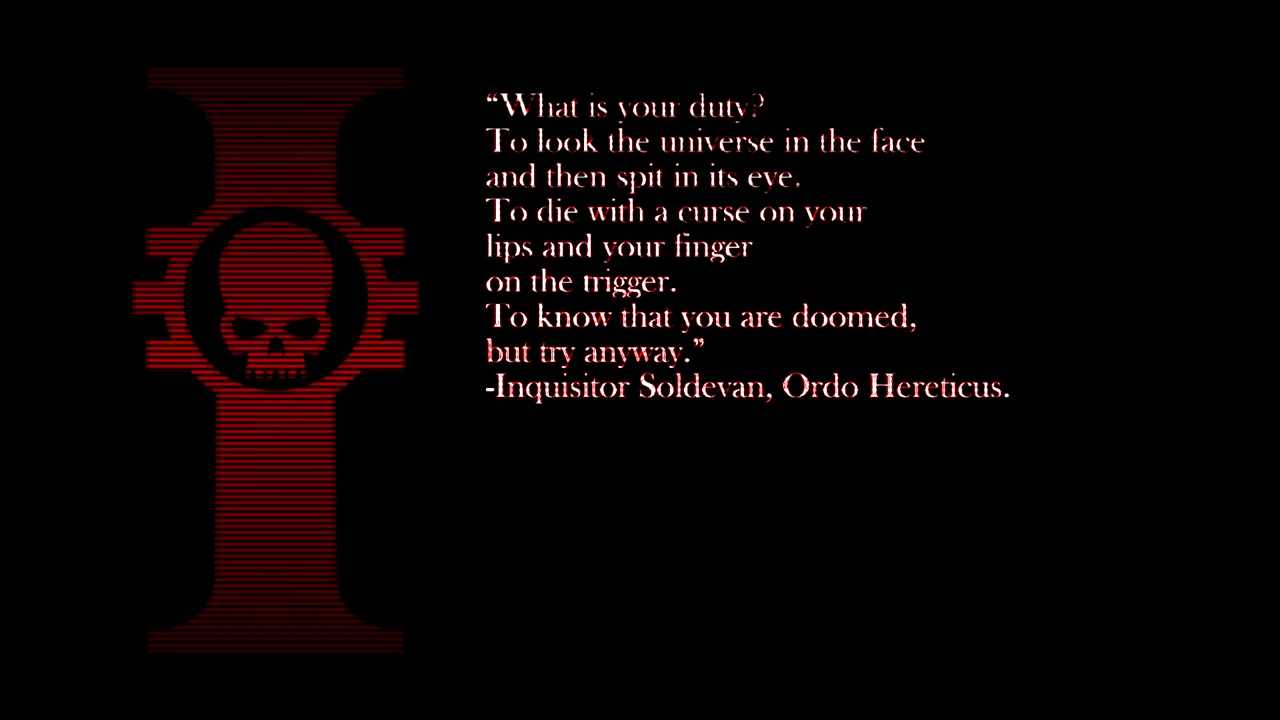 “What is your duty?
To look the universe in the face
and then spit in its eye.
To die with a curse on your
lips and your finger
on the trigger.
To know that you are doomed,
but try anyway.”
-Inquisitor Soldevan, Ordo Hereticus.